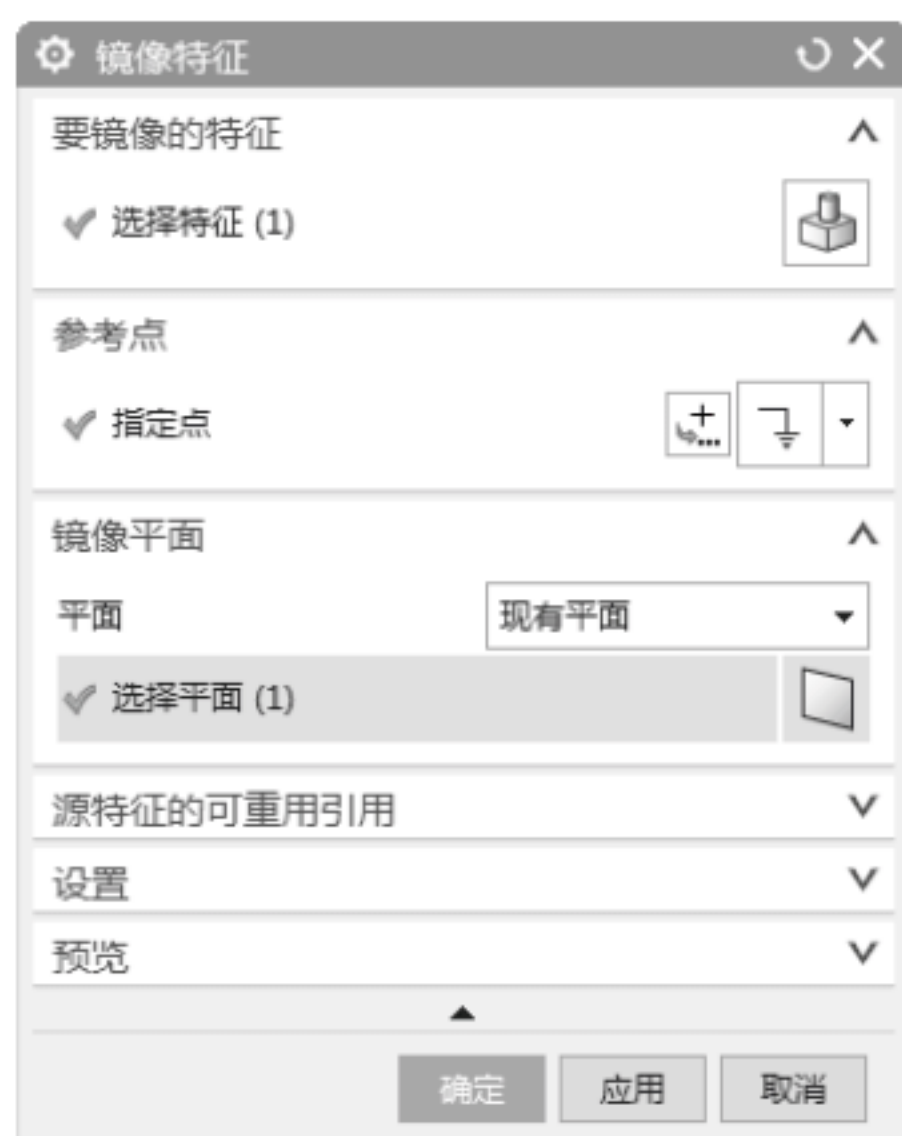 镜像特征
要镜像的特征
选择特征 (1)
参考点
指定点
镜像平面
平面 现有平面
选择平面 (1)
源特征的可重用引用
设置
预览
确定 应用 取消